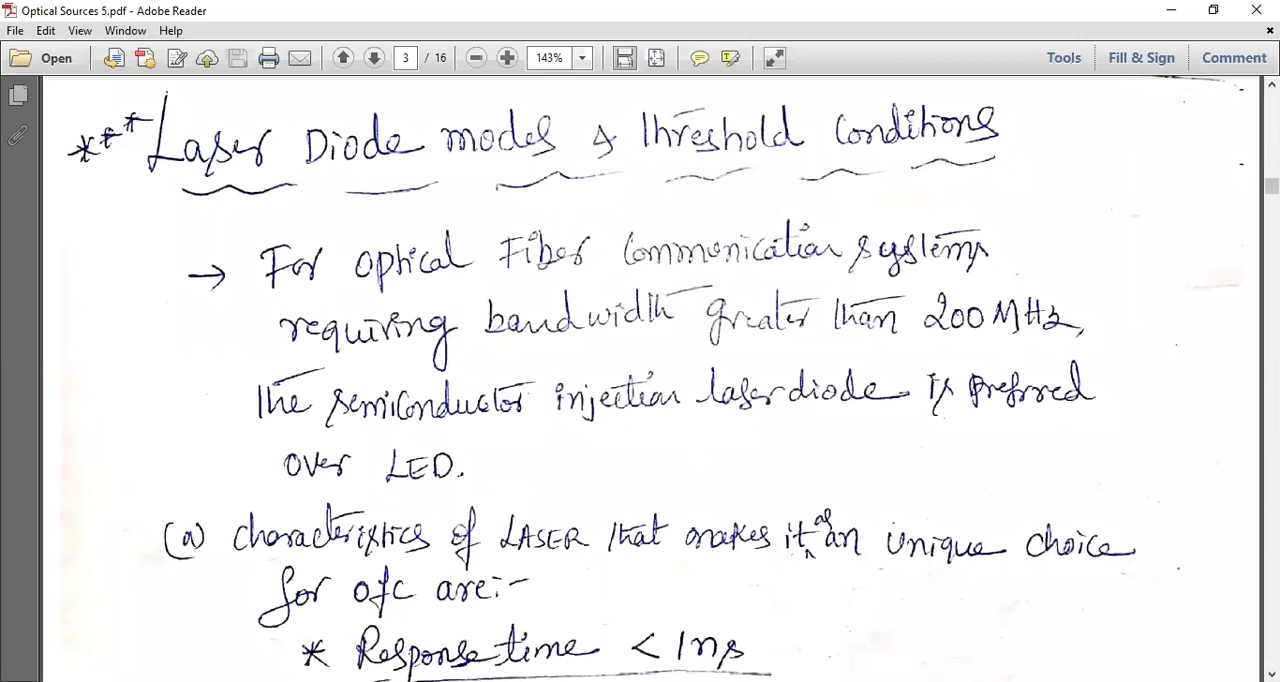 Optical Sources 5.pdf - Adobe Reader
File Edit View Window Help
Open 3 / 16 143% Tools Fill & Sign Comment
*** Laser Diode modes & Threshold Conditions
→ For optical Fiber Communication systems
requiring bandwidth greater than 200 MHz,
the semiconductor injection laser diode is preferred
over LED.
(a) characteristics of LASER that makes it as an unique choice
for ofc are:-
* Response time < 1ns